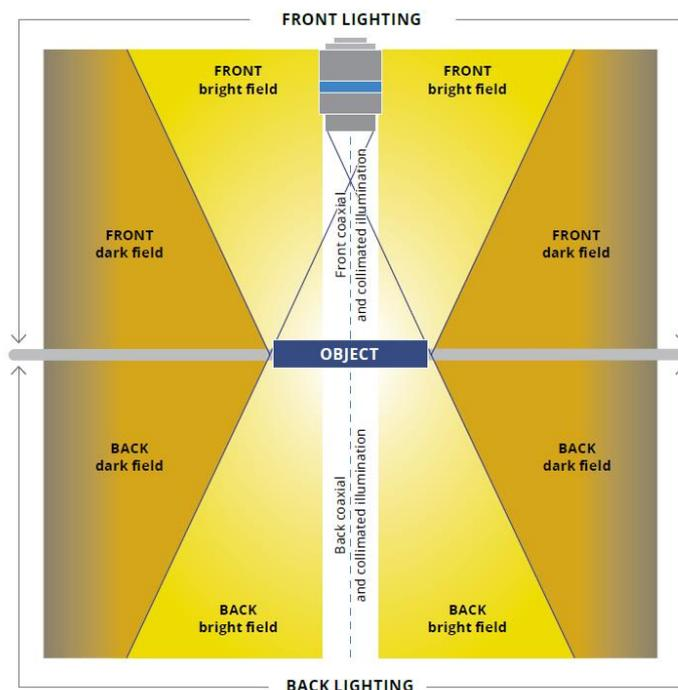 FRONT LIGHTING
FRONT
bright field
FRONT
bright field
Front coaxial
and collimated illumination
FRONT
dark field
FRONT
dark field
OBJECT
BACK
dark field
BACK
dark field
Back coaxial
and collimated illumination
BACK
bright field
BACK
bright field
BACK LIGHTING